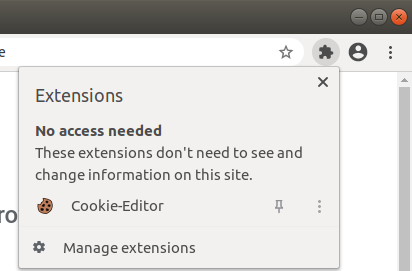 e
Extensions
No access needed
These extensions don't need to see and
change information on this site.
ro
Cookie-Editor
Manage extensions